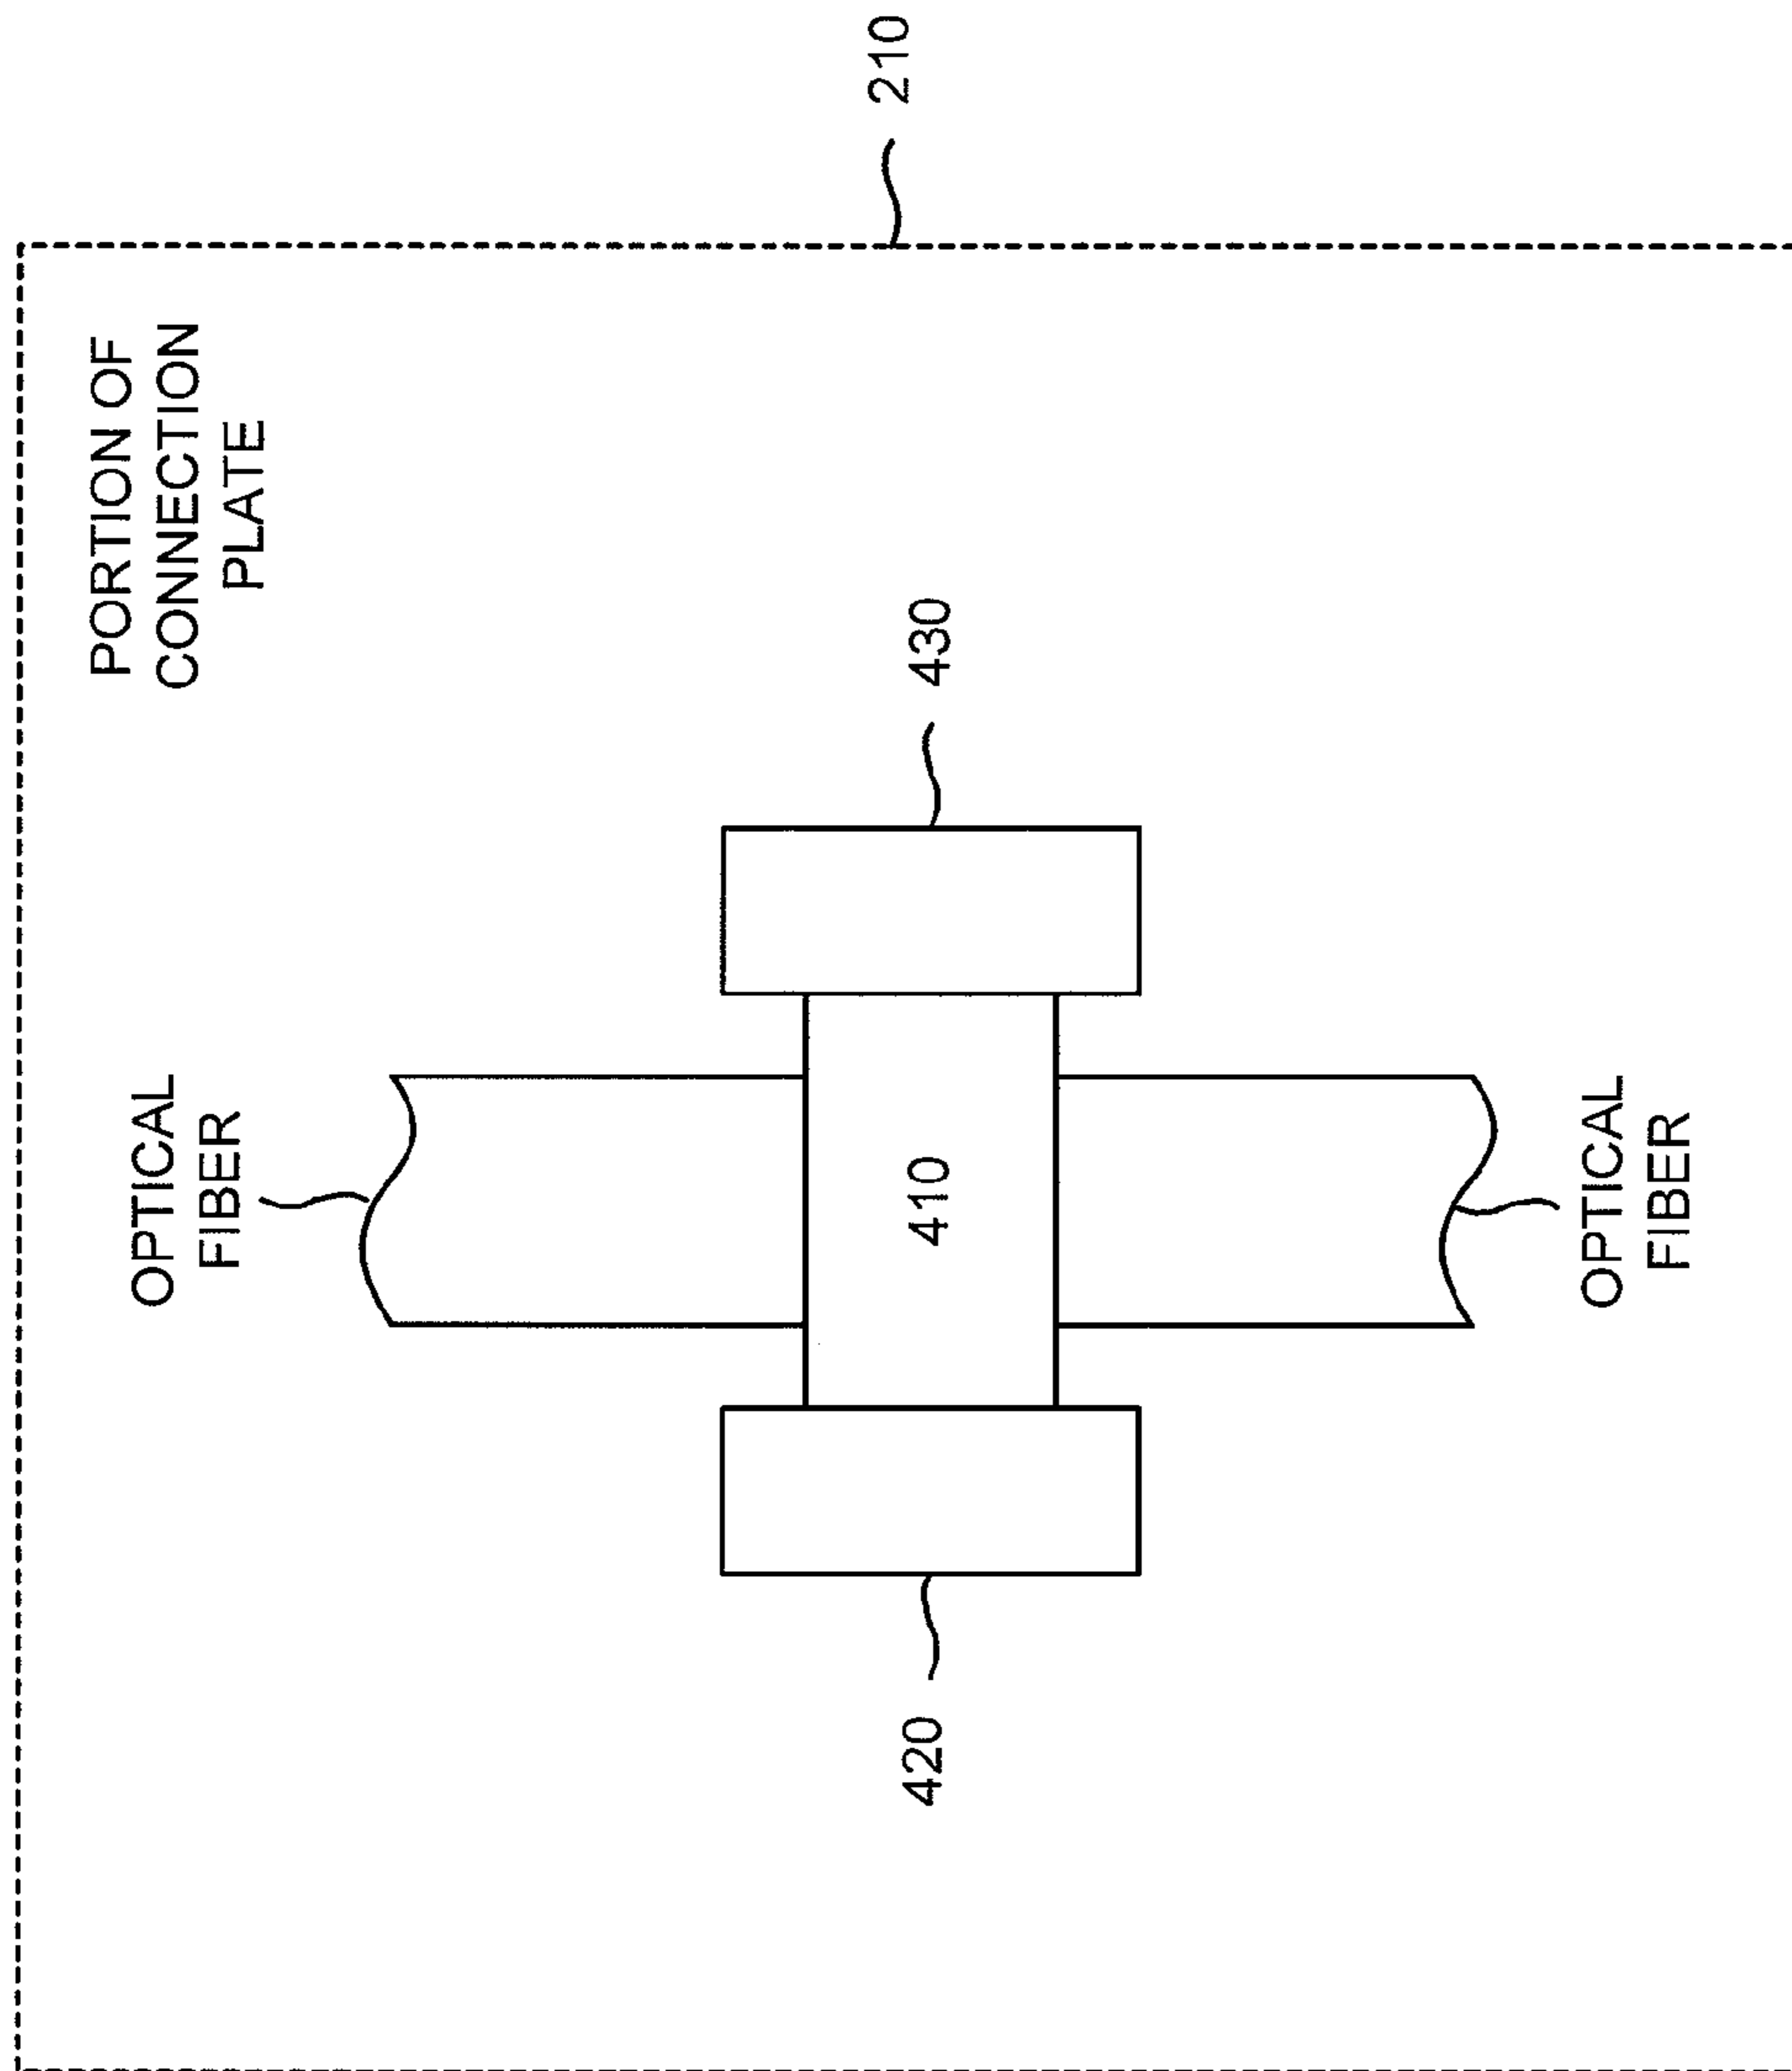 PORTION OF
CONNECTION
PLATE
OPTICAL
FIBER
420
410
430
210
OPTICAL
FIBER